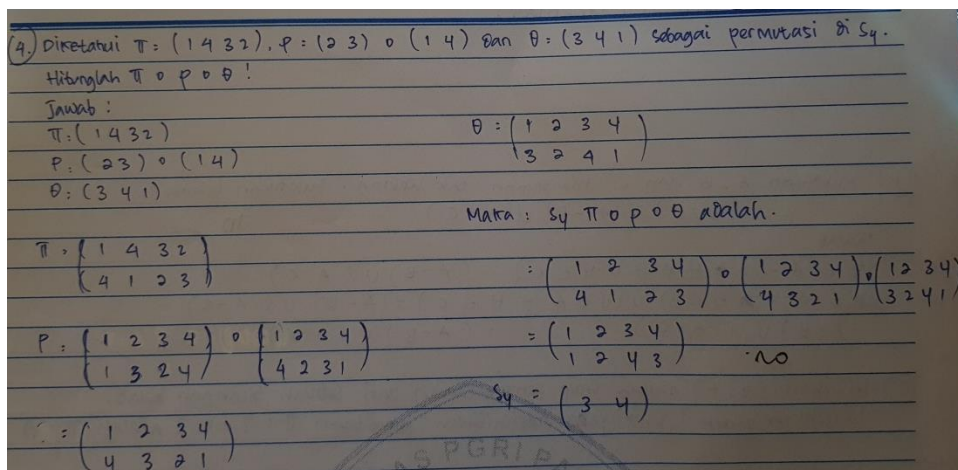 4.) Diketahui π = (1 4 3 2), ρ = (2 3) o (1 4) dan θ = (3 4 1) sebagai permutasi di S4.
Hitunglah π o ρ o θ !
Jawab :
π = (1 4 3 2)
ρ = (2 3) o (1 4)
θ = (3 4 1)
π = ( 1 4 3 2 )
( 4 1 2 3 )
ρ = ( 1 2 3 4 ) o ( 1 2 3 4 )
( 1 3 2 4 ) ( 4 2 3 1 )
= ( 1 2 3 4 )
( 4 3 2 1 )
θ = ( 1 2 3 4 )
( 3 2 4 1 )
Maka : S4 π o ρ o θ adalah.
= ( 1 2 3 4 ) o ( 1 2 3 4 ) o ( 1 2 3 4 )
( 4 1 2 3 ) ( 4 3 2 1 ) ( 3 2 4 1 )
= ( 1 2 3 4 )
( 1 2 4 3 )
S4 = ( 3 4 )
AS PGRI PA